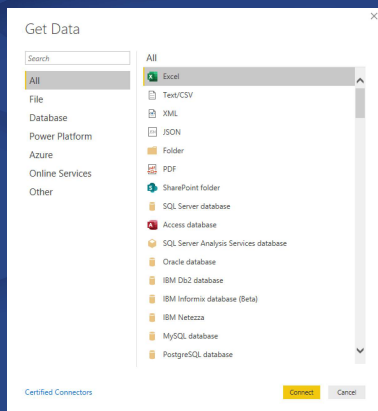 Get Data
Search
All
File
Database
Power Platform
Azure
Online Services
Other
All
Excel
Text/CSV
XML
JSON
Folder
PDF
SharePoint folder
SQL Server database
Access database
SQL Server Analysis Services database
Oracle database
IBM Db2 database
IBM Informix database (Beta)
IBM Netezza
MySQL database
PostgreSQL database
Certified Connectors
Connect
Cancel